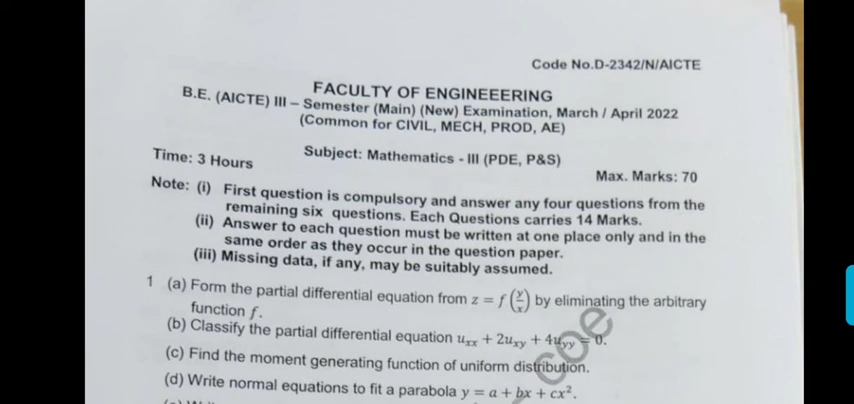 Code No.D-2342/N/AICTE
FACULTY OF ENGINEEERING
B.E. (AICTE) III – Semester (Main) (New) Examination, March / April 2022
(Common for CIVIL, MECH, PROD, AE)
Subject: Mathematics - III (PDE, P&S)
Time: 3 Hours
Max. Marks: 70
Note: (i) First question is compulsory and answer any four questions from the
remaining six questions. Each Questions carries 14 Marks.
(ii) Answer to each question must be written at one place only and in the
same order as they occur in the question paper.
(iii) Missing data, if any, may be suitably assumed.
1 (a) Form the partial differential equation from z = f(y/x) by eliminating the arbitrary
function f.
(b) Classify the partial differential equation uₓₓ + 2uₓᵧ + 4uᵧᵧ = 0.
(c) Find the moment generating function of uniform distribution.
(d) Write normal equations to fit a parabola y = a + bx + cx².
coe